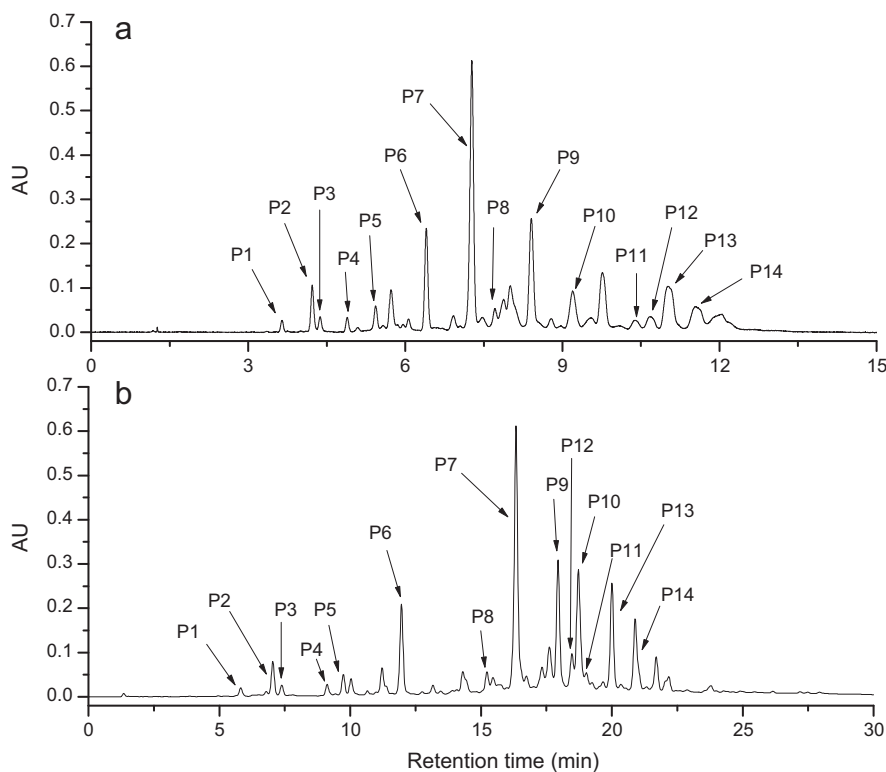 a
0.7
0.6
0.5
0.4
0.3
0.2
0.1
0.0
AU
P1
P2
P3
P4
P5
P6
P7
P8
P9
P10
P11
P12
P13
P14
0
3
6
9
12
15
b
0.7
0.6
0.5
0.4
0.3
0.2
0.1
0.0
AU
P1
P2
P3
P4
P5
P6
P7
P8
P9
P12
P10
P11
P13
P14
0
5
10
15
20
25
30
Retention time (min)